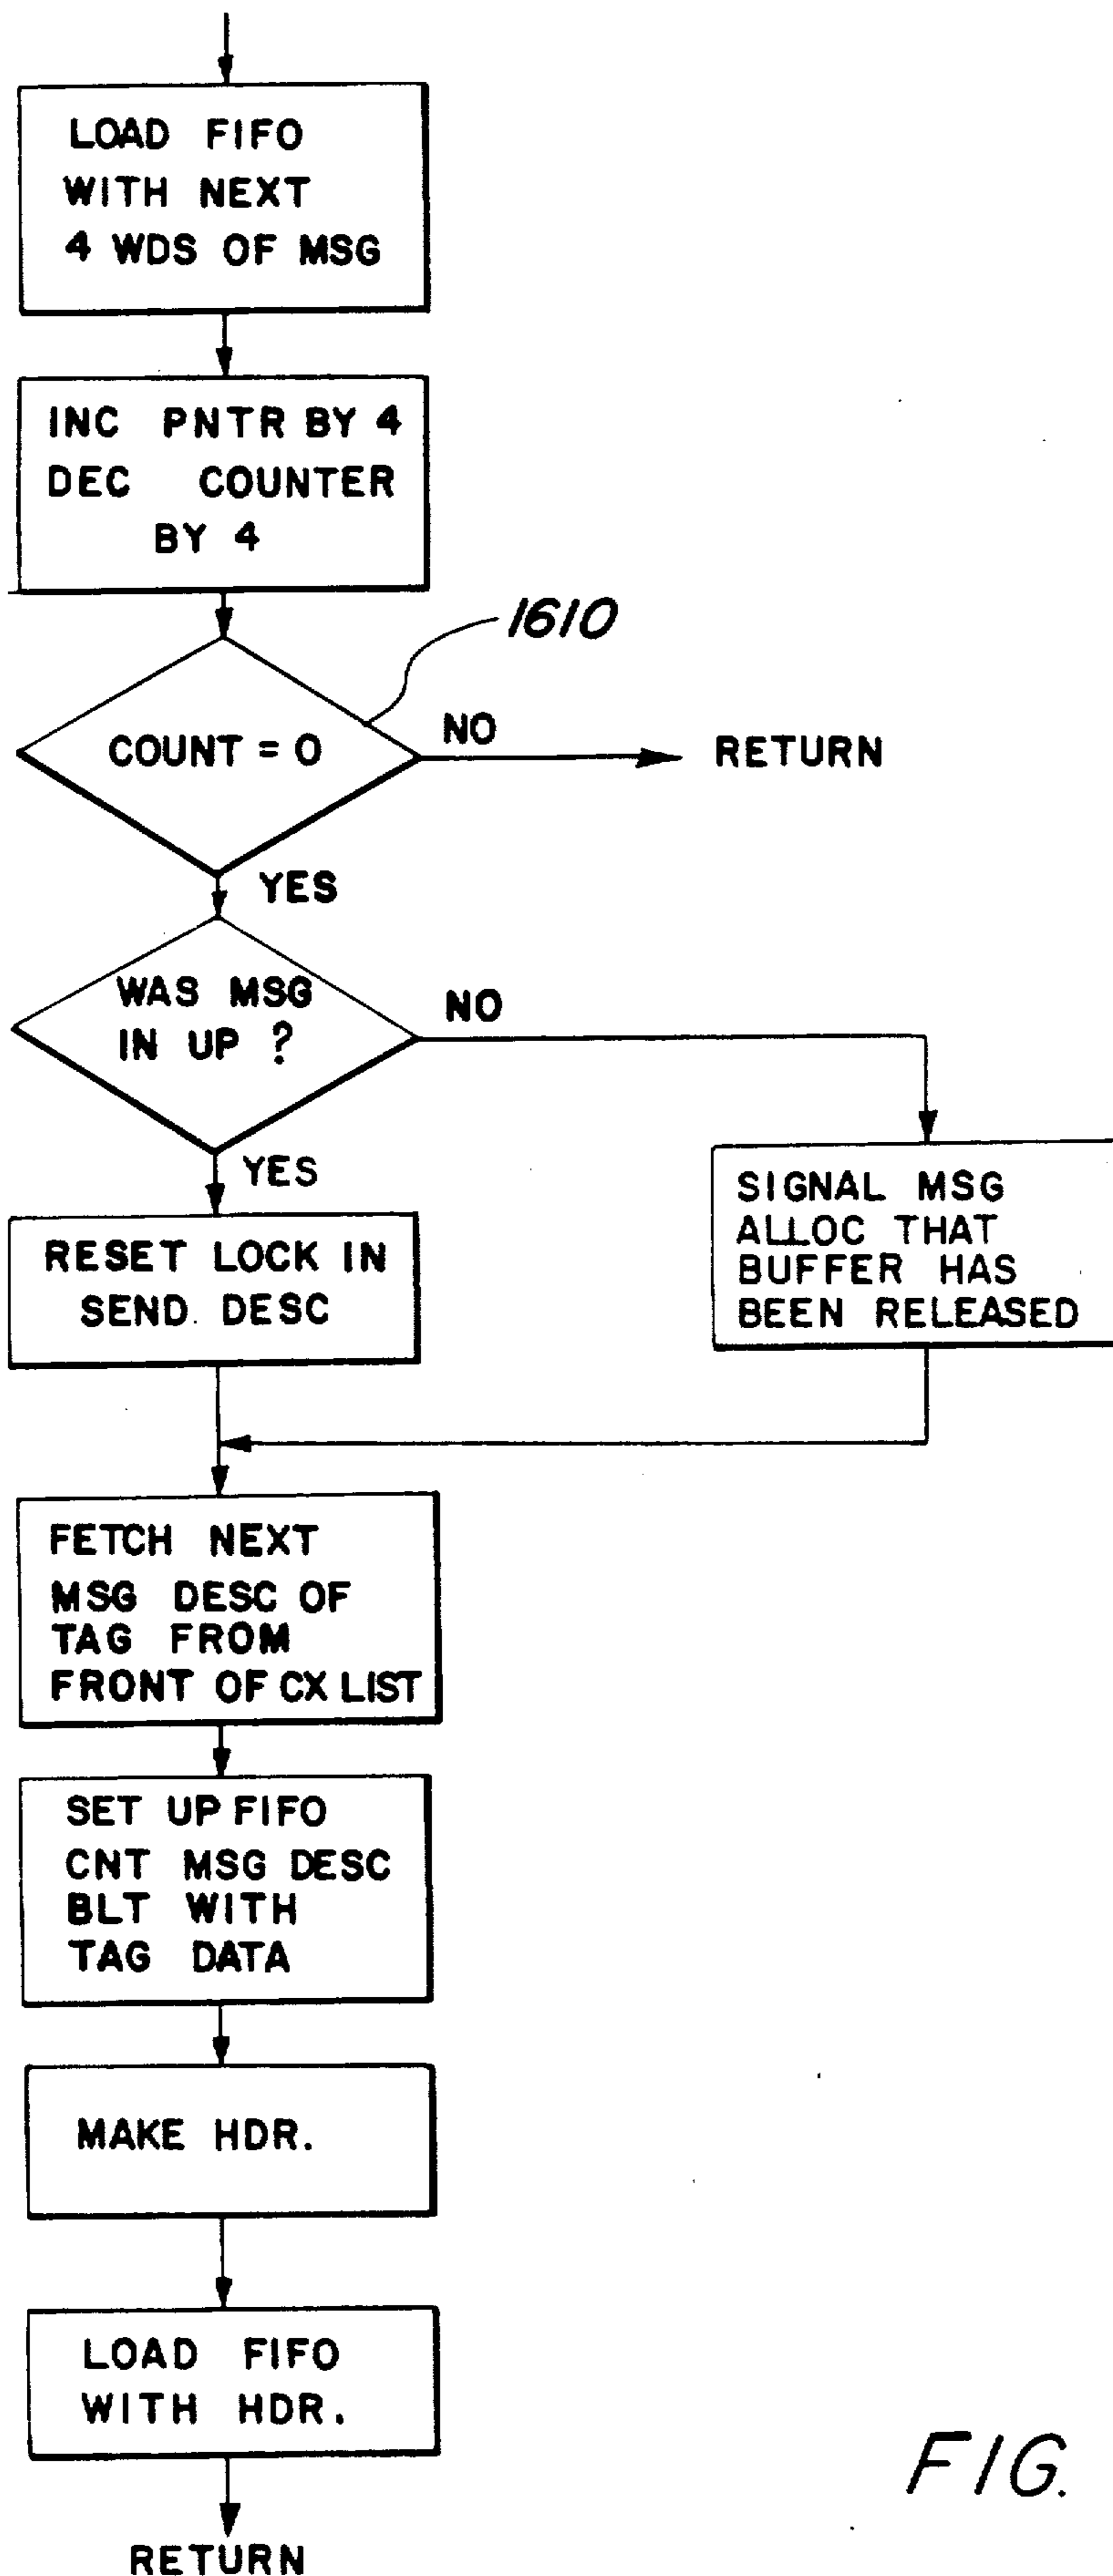 LOAD FIFO
WITH NEXT
4 WDS OF MSG
INC PNTR BY 4
DEC COUNTER
BY 4
1610
COUNT = 0
NO
RETURN
YES
WAS MSG
IN UP ?
NO
YES
RESET LOCK IN
SEND. DESC
SIGNAL MSG
ALLOC THAT
BUFFER HAS
BEEN RELEASED
FETCH NEXT
MSG DESC OF
TAG FROM
FRONT OF CX LIST
SET UP FIFO
CNT MSG DESC
BLT WITH
TAG DATA
MAKE HDR.
LOAD FIFO
WITH HDR.
RETURN
FIG.